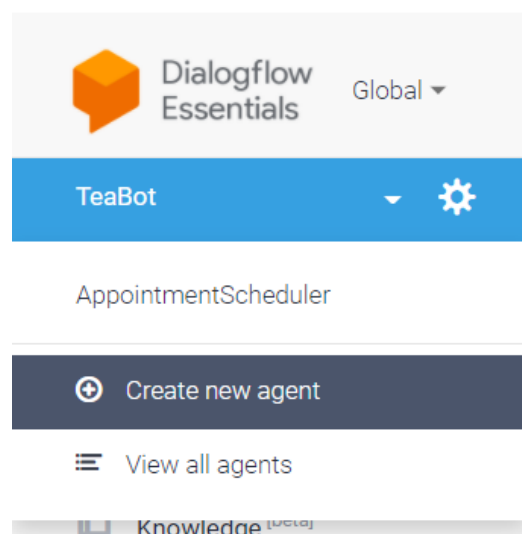 Dialogflow
Essentials
Global
TeaBot
AppointmentScheduler
Create new agent
View all agents
Knowledge [beta]